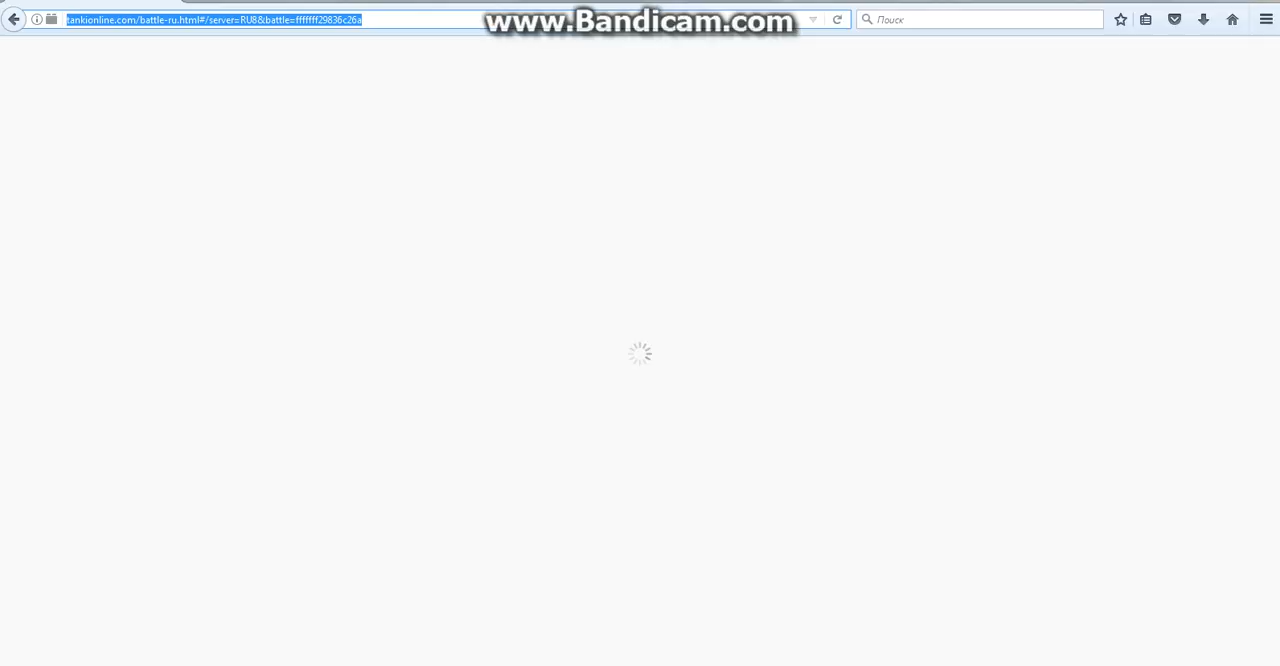 tankionline.com/battle-ru.html#/server=RU8&battle=fffffff29836c26a
www.Bandicam.com
Поиск